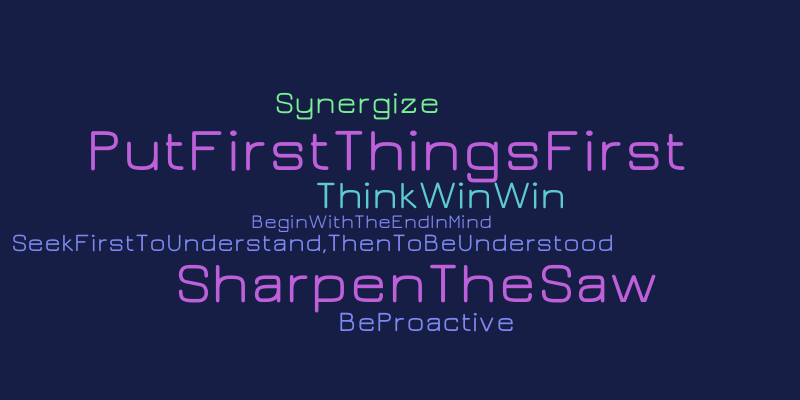 Synergize
PutFirstThingsFirst
ThinkWinWin
BeginWithTheEndInMind
SeekFirstToUnderstand,ThenToBeUnderstood
SharpenTheSaw
BeProactive